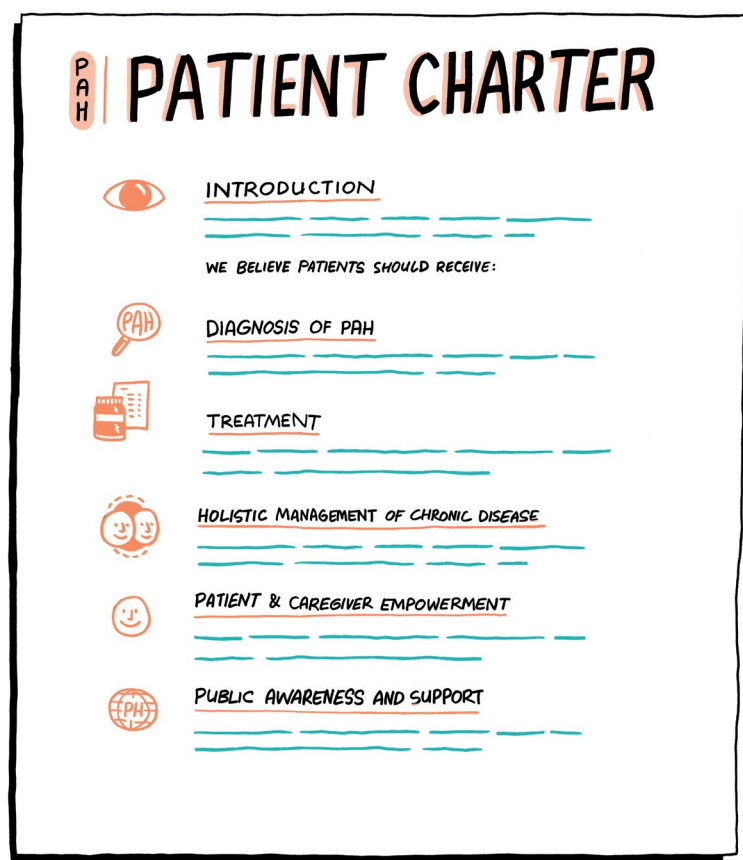 PAH | PATIENT CHARTER
INTRODUCTION
WE BELIEVE PATIENTS SHOULD RECEIVE:
PAH
DIAGNOSIS OF PAH
TREATMENT
HOLISTIC MANAGEMENT OF CHRONIC DISEASE
PATIENT & CAREGIVER EMPOWERMENT
PH
PUBLIC AWARENESS AND SUPPORT